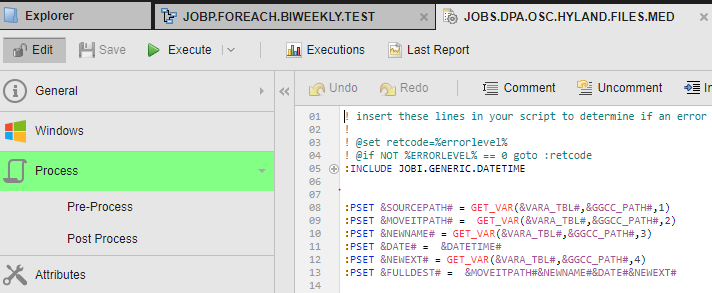 Explorer JOBP.FOREACH.BIWEEKLY.TEST × JOBS.DPA.OSC.HYLAND.FILES.MED ×
Edit Save Execute Executions Last Report
General
Windows
Process
Pre-Process
Post Process
Attributes
Undo Redo Comment Uncomment In
01 ! insert these lines in your script to determine if an error
02 !
03 ! @set retcode=%errorlevel%
04 ! @if NOT %ERRORLEVEL% == 0 goto :retcode
05 :INCLUDE JOBI.GENERIC.DATETIME
06
07
08 :PSET &SOURCEPATH# = GET_VAR(&VARA_TBL#,&GGCC_PATH#,1)
09 :PSET &MOVEITPATH# =  GET_VAR(&VARA_TBL#,&GGCC_PATH#,2)
10 :PSET &NEWNAME# = GET_VAR(&VARA_TBL#,&GGCC_PATH#,3)
11 :PSET &DATE# =  &DATETIME#
12 :PSET &NEWEXT# = GET_VAR(&VARA_TBL#,&GGCC_PATH#,4)
13 :PSET &FULLDEST# =  &MOVEITPATH#&NEWNAME#&DATE#&NEWEXT#
14